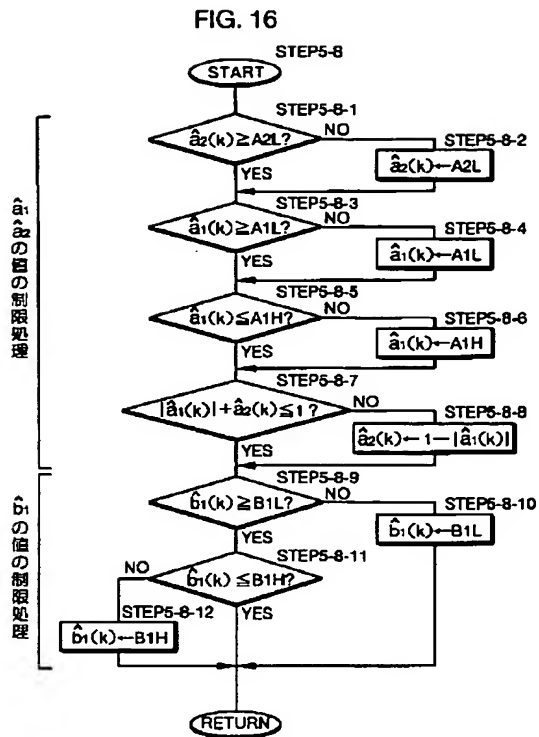 FIG. 16
STEP5-8
START
STEP5-8-1
â₂(k)≧A2L?
NO
STEP5-8-2
â₂(k)←A2L
YES
STEP5-8-3
â₁(k)≧A1L?
NO
STEP5-8-4
â₁(k)←A1L
YES
STEP5-8-5
â₁(k)≦A1H?
NO
STEP5-8-6
â₁(k)←A1H
YES
STEP5-8-7
|â₁(k)|+â₂(k)≦1?
NO
STEP5-8-8
â₂(k)←1—|â₁(k)|
YES
â₁
â₂の値の制限処理
STEP5-8-9
b̂₁(k)≧B1L?
NO
STEP5-8-10
b̂₁(k)←B1L
YES
STEP5-8-11
b̂₁(k)≦B1H?
NO
STEP5-8-12
b̂₁(k)←B1H
YES
b̂₁の値の制限処理
RETURN